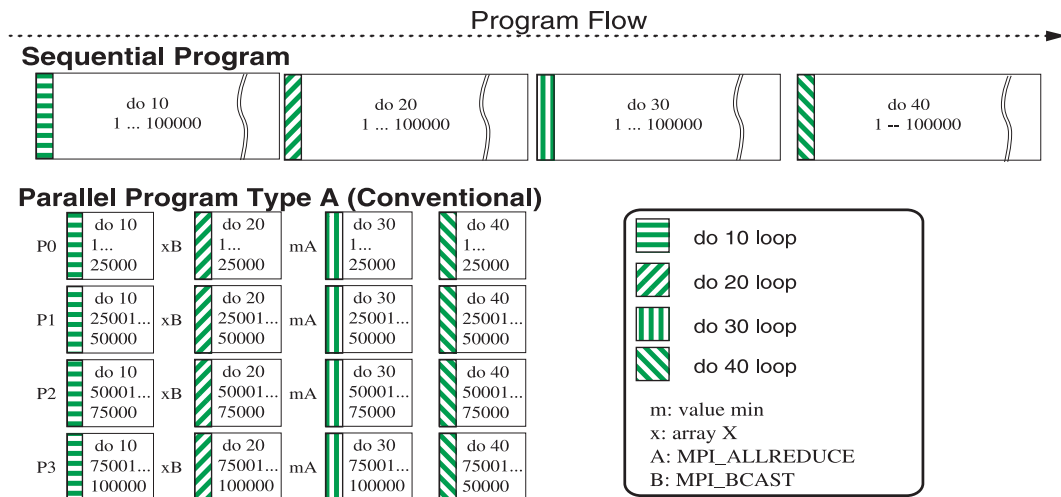 Program Flow
Sequential Program
do 10
1 ... 100000
do 20
1 ... 100000
do 30
1 ... 100000
do 40
1 -- 100000
Parallel Program Type A (Conventional)
P0
do 10
1...
25000
xB
do 20
1...
25000
mA
do 30
1...
25000
do 40
1...
25000
P1
do 10
25001...
50000
xB
do 20
25001...
50000
mA
do 30
25001...
50000
do 40
25001...
50000
P2
do 10
50001...
75000
xB
do 20
50001...
75000
mA
do 30
50001...
75000
do 40
50001...
75000
P3
do 10
75001...
100000
xB
do 20
75001...
100000
mA
do 30
75001...
100000
do 40
75001...
50000
do 10 loop
do 20 loop
do 30 loop
do 40 loop
m: value min
x: array X
A: MPI_ALLREDUCE
B: MPI_BCAST